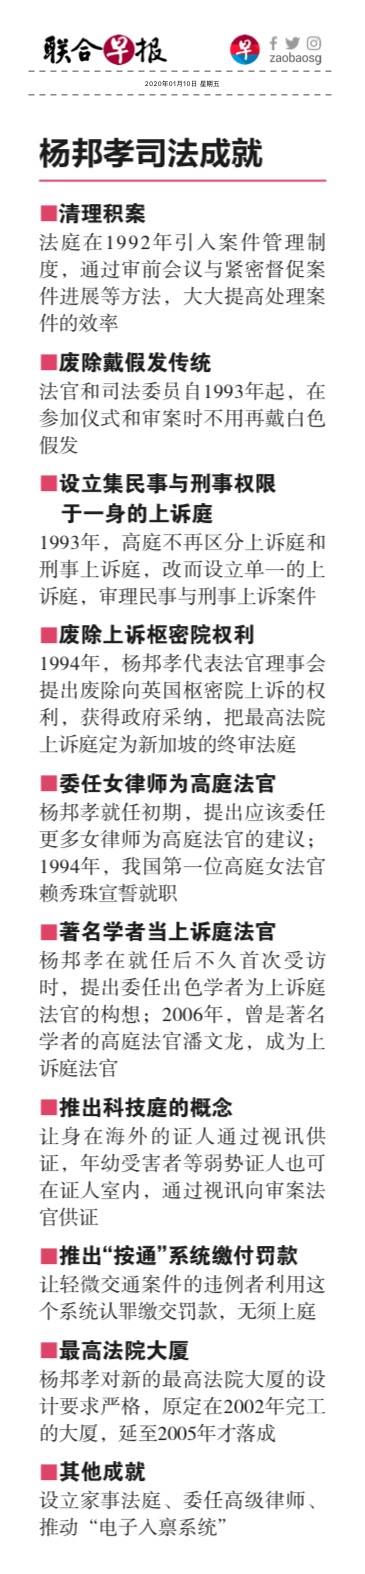 联合早报
早
zaobaosg
2020年01月10日 星期五
杨邦孝司法成就
■清理积案
法庭在1992年引入案件管理制
度，通过审前会议与紧密督促案
件进展等方法，大大提高处理案
件的效率
■废除戴假发传统
法官和司法委员自1993年起，在
参加仪式和审案时不用再戴白色
假发
■设立集民事与刑事权限
于一身的上诉庭
1993年，高庭不再区分上诉庭和
刑事上诉庭，改而设立单一的上
诉庭，审理民事与刑事上诉案件
■废除上诉枢密院权利
1994年，杨邦孝代表法官理事会
提出废除向英国枢密院上诉的权
利，获得政府采纳，把最高法院
上诉庭定为新加坡的终审法庭
■委任女律师为高庭法官
杨邦孝就任初期，提出应该委任
更多女律师为高庭法官的建议；
1994年，我国第一位高庭女法官
赖秀珠宣誓就职
■著名学者当上诉庭法官
杨邦孝在就任后不久首次受访
时，提出委任出色学者为上诉庭
法官的构想；2006年，曾是著名
学者的高庭法官潘文龙，成为上
诉庭法官
■推出科技庭的概念
让身在海外的证人通过视讯供
证，年幼受害者等弱势证人也可
在证人室内，通过视讯向审案法
官供证
■推出“按通”系统缴付罚款
让轻微交通案件的违例者利用这
个系统认罪缴交罚款，无须上庭
■最高法院大厦
杨邦孝对新的最高法院大厦的设
计要求严格，原定在2002年完工
的大厦，延至2005年才落成
■其他成就
设立家事法庭、委任高级律师、
推动“电子入禀系统”